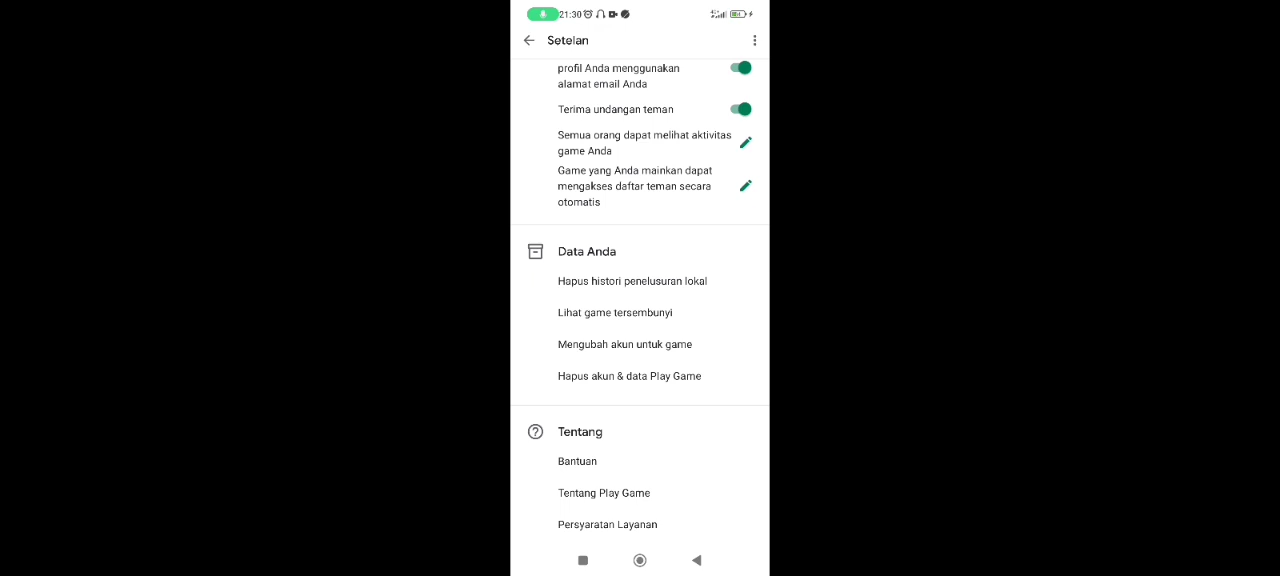 21:30
Setelan
profil Anda menggunakan
alamat email Anda
Terima undangan teman
Semua orang dapat melihat aktivitas
game Anda
Game yang Anda mainkan dapat
mengakses daftar teman secara
otomatis
Data Anda
Hapus histori penelusuran lokal
Lihat game tersembunyi
Mengubah akun untuk game
Hapus akun & data Play Game
Tentang
Bantuan
Tentang Play Game
Persyaratan Layanan